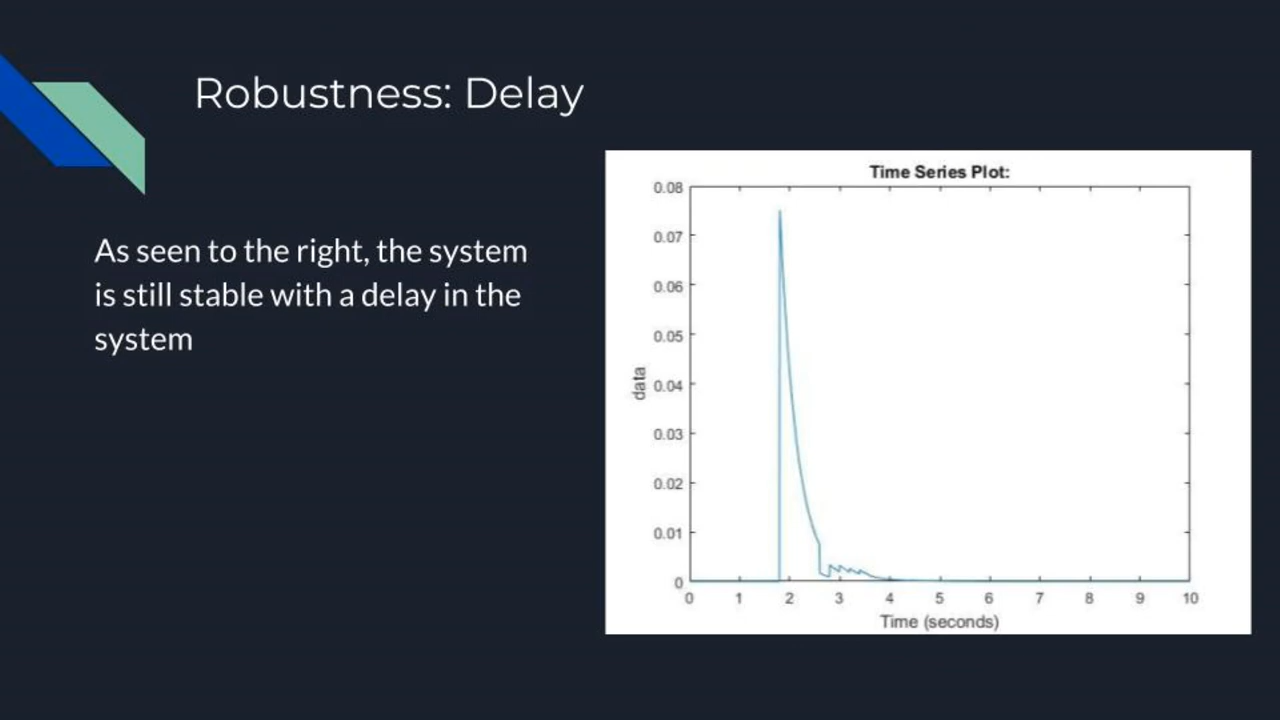 Robustness: Delay
As seen to the right, the system
is still stable with a delay in the
system
Time Series Plot:
0.08
0.07
0.06
0.05
0.04
0.03
0.02
0.01
0
data
0 1 2 3 4 5 6 7 8 9 10
Time (seconds)